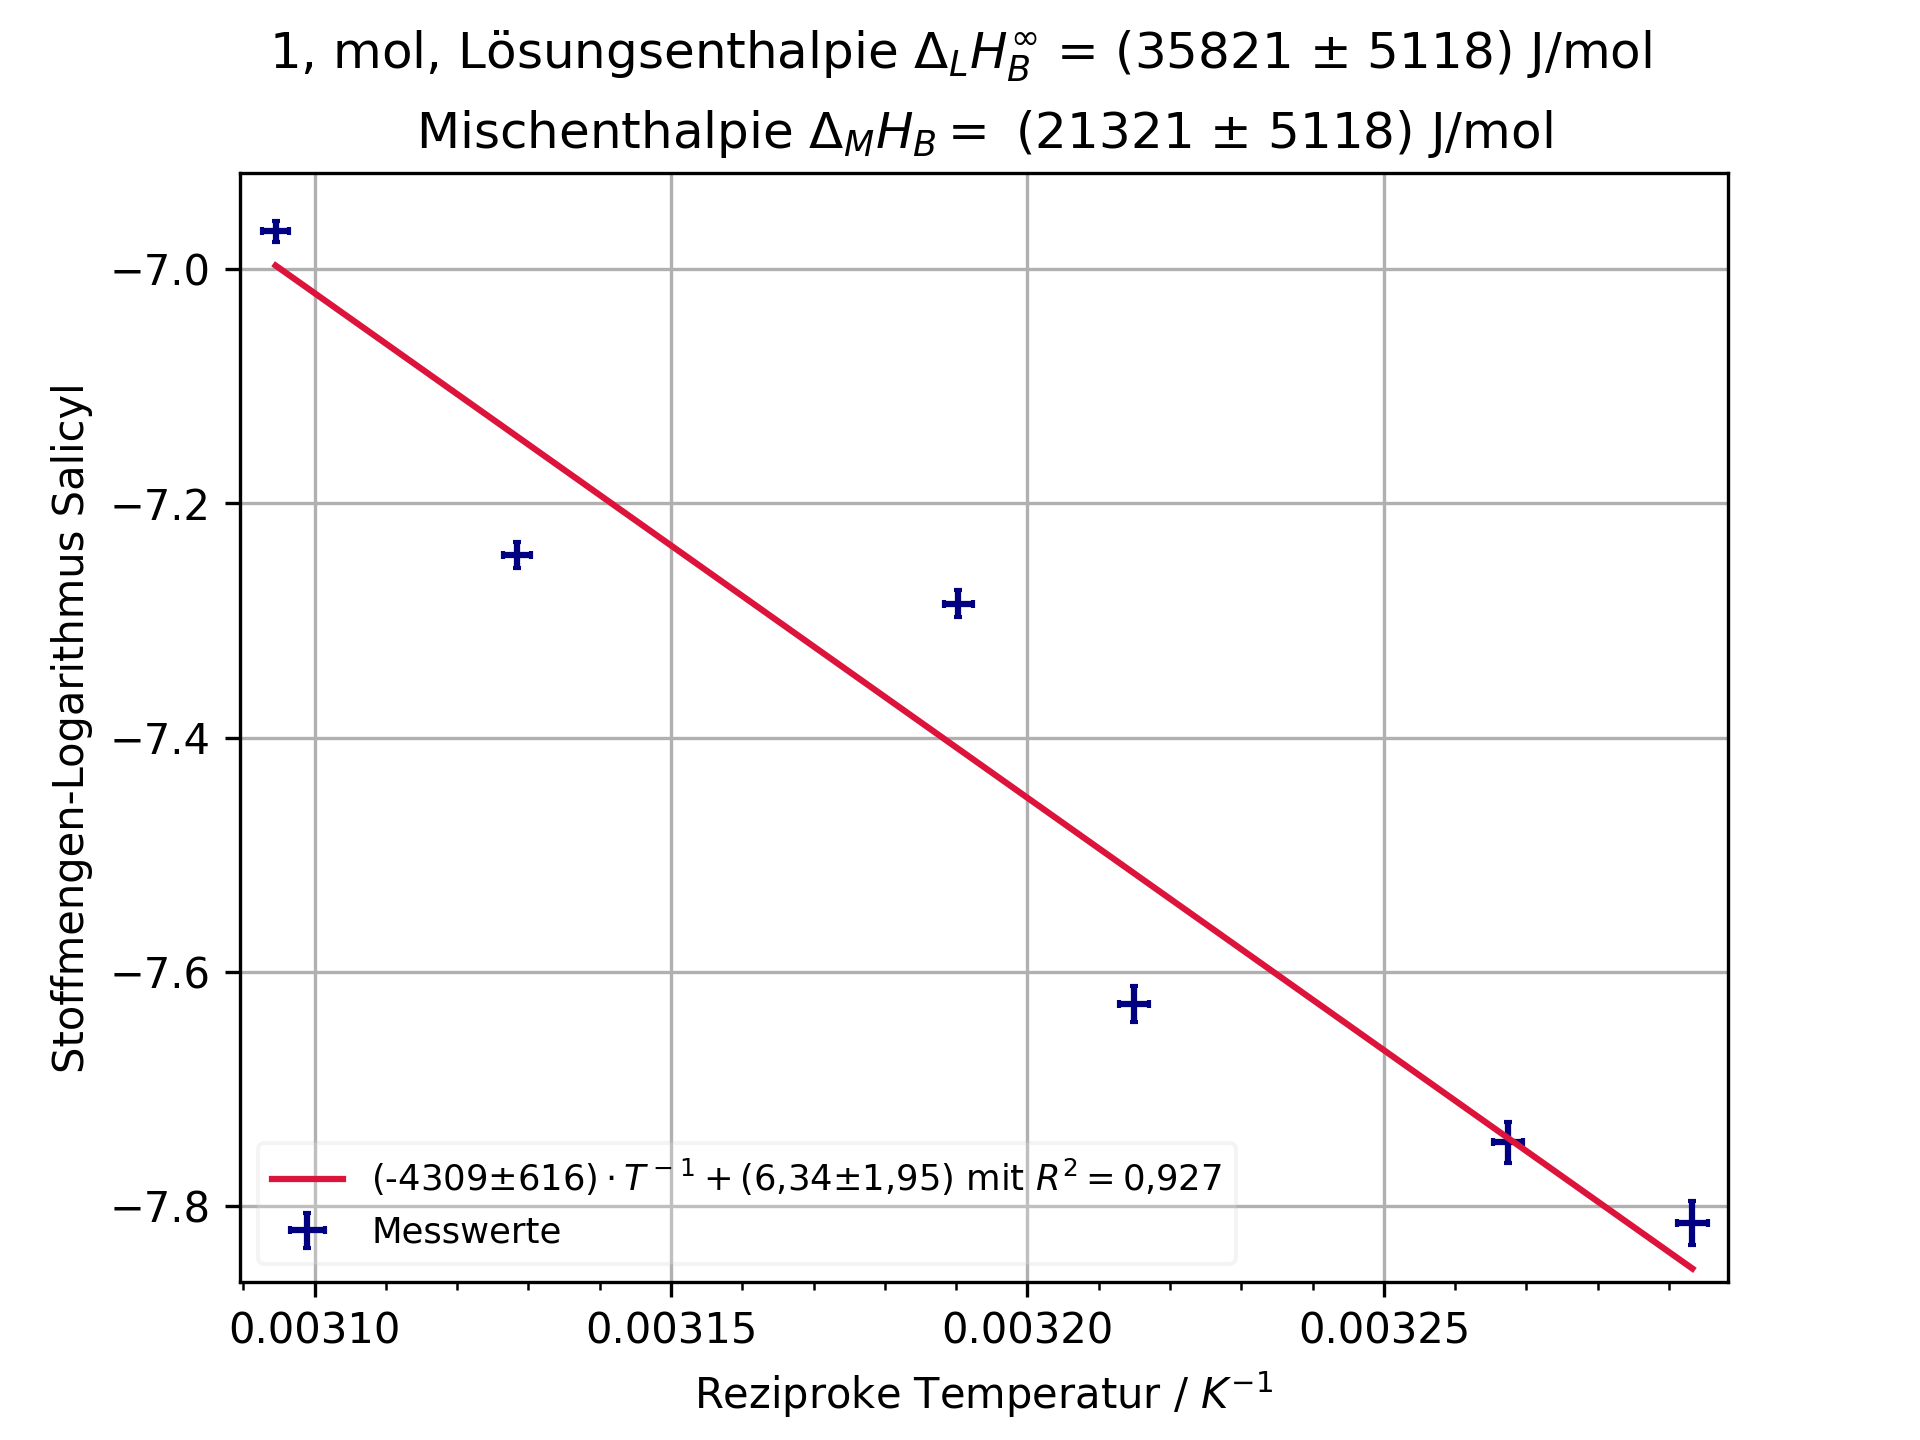 1, mol, Lösungsenthalpie Δ_L H_B^∞ = (35821 ± 5118) J/mol
Mischenthalpie Δ_M H_B = (21321 ± 5118) J/mol
Stoffmengen-Logarithmus Salicyl
−7.0
−7.2
−7.4
−7.6
−7.8
(-4309±616) · T⁻¹ + (6,34±1,95) mit R² = 0,927
Messwerte
0.00310 0.00315 0.00320 0.00325
Reziproke Temperatur / K⁻¹